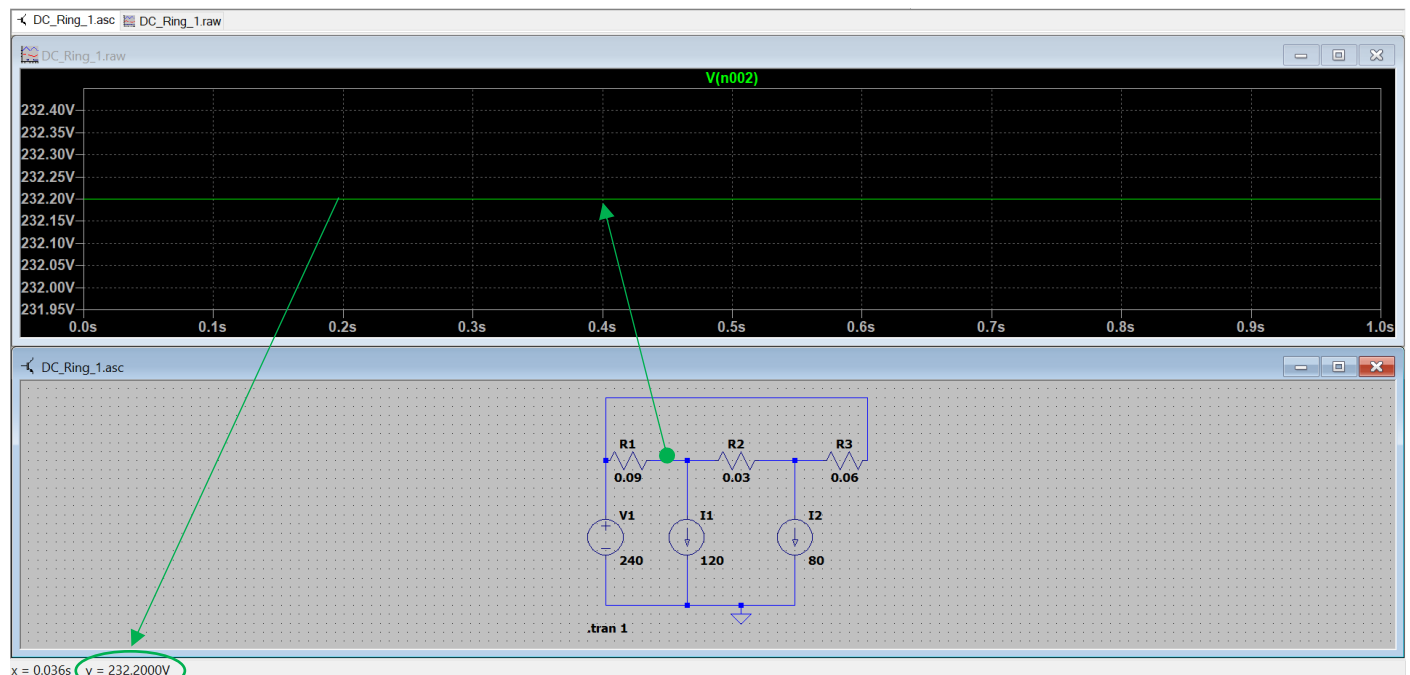 DC_Ring_1.asc DC_Ring_1.raw
DC_Ring_1.raw
V(n002)
232.40V
232.35V
232.30V
232.25V
232.20V
232.15V
232.10V
232.05V
232.00V
231.95V
0.0s 0.1s 0.2s 0.3s 0.4s 0.5s 0.6s 0.7s 0.8s 0.9s 1.0s
DC_Ring_1.asc
R1 R2 R3
0.09 0.03 0.06
V1 I1 I2
+
−
240 120 80
.tran 1
x = 0.036s y = 232.2000V